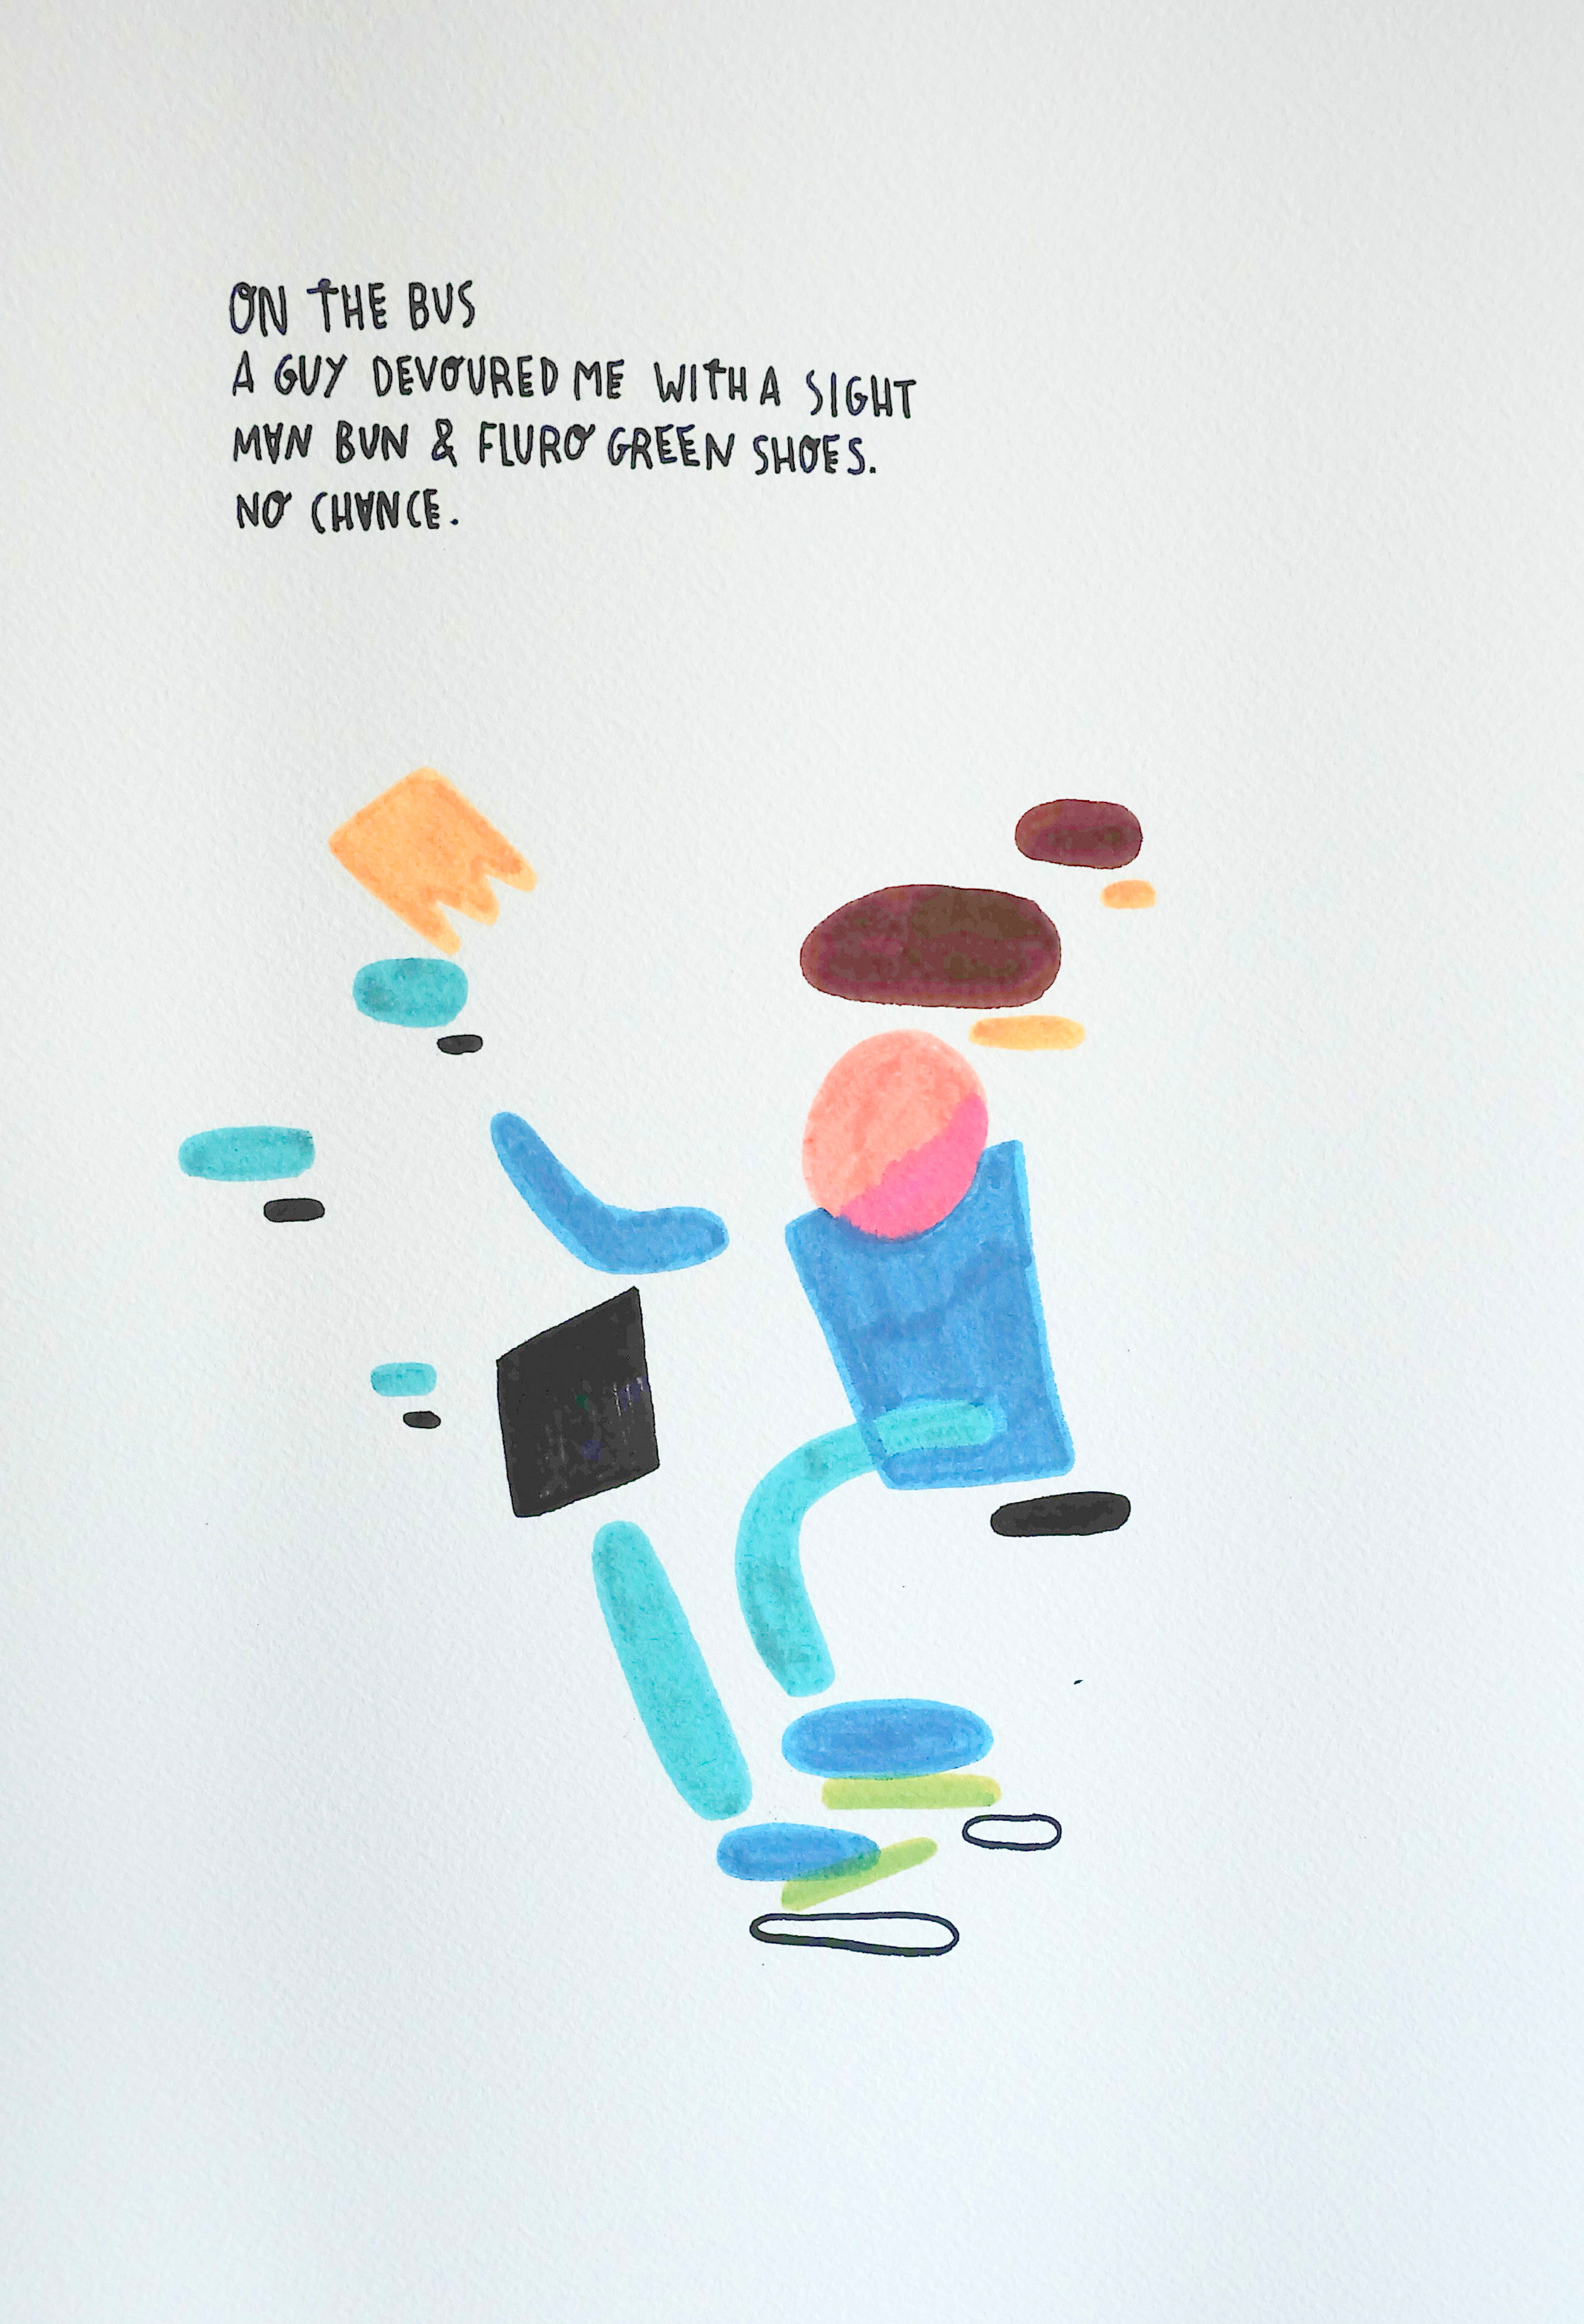 ON THE BUS
A GUY DEVOURED ME WITH A SIGHT
MAN BUN & FLURO GREEN SHOES.
NO CHANCE.